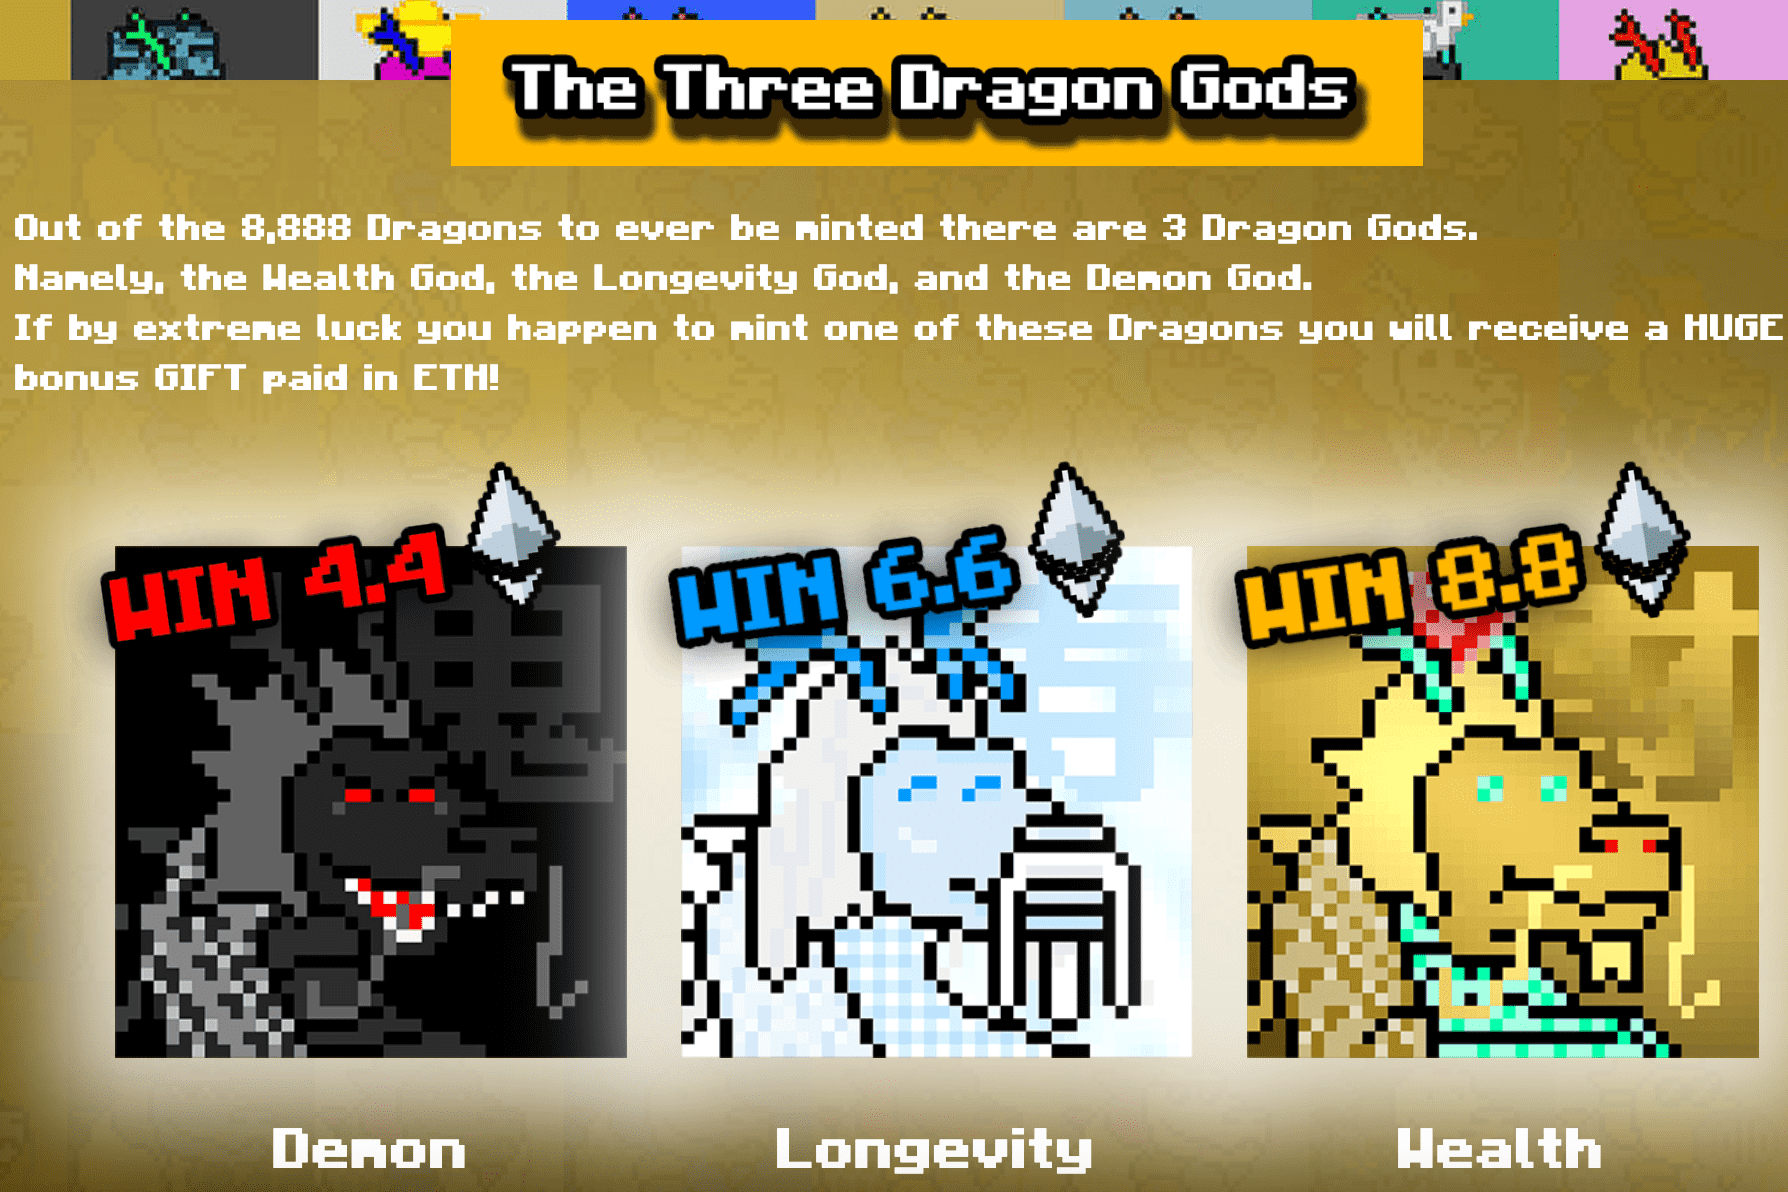 The Three Dragon Gods
Out of the 8,888 Dragons to ever be minted there are 3 Dragon Gods.
Namely, the Wealth God, the Longevity God, and the Demon God.
If by extreme luck you happen to mint one of these Dragons you will receive a HUGE
bonus GIFT paid in ETH!
WIN 4.4
WIN 6.6
WIN 8.8
Demon
Longevity
Wealth